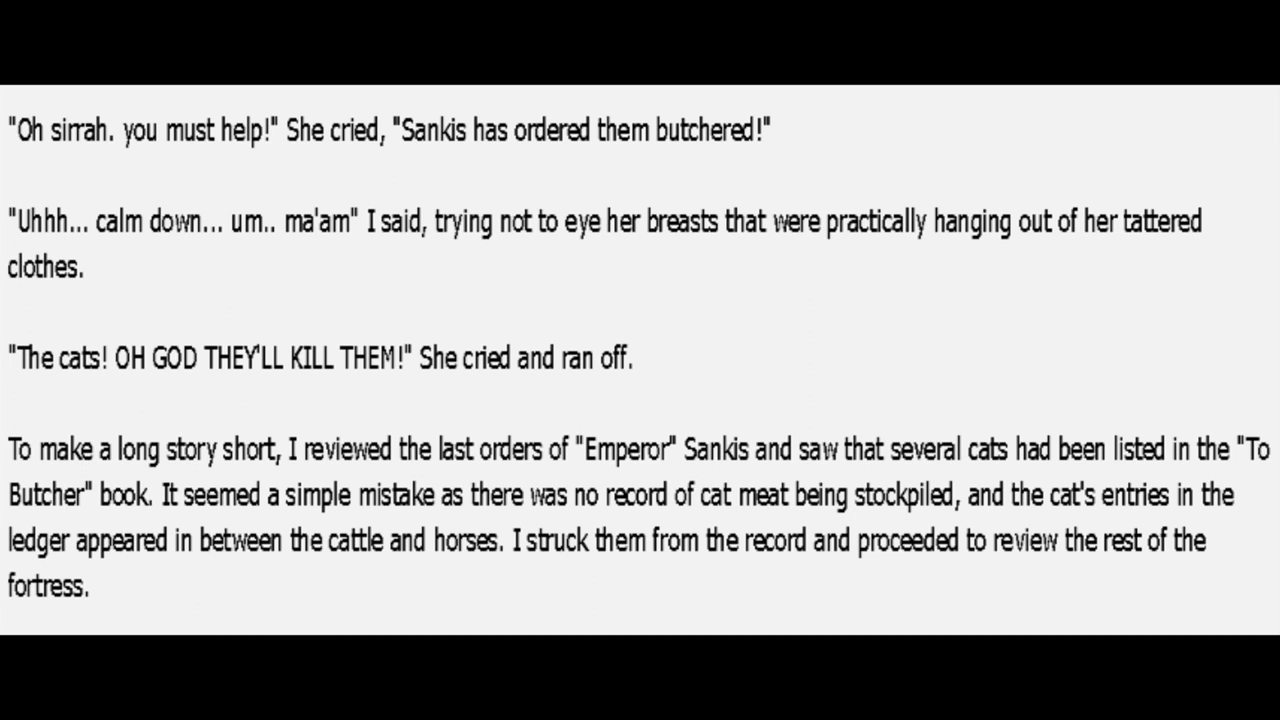 "Oh sirrah. you must help!" She cried, "Sankis has ordered them butchered!"
"Uhhh... calm down... um.. ma'am" I said, trying not to eye her breasts that were practically hanging out of her tattered
clothes.
"The cats! OH GOD THEY'LL KILL THEM!" She cried and ran off.
To make a long story short, I reviewed the last orders of "Emperor" Sankis and saw that several cats had been listed in the "To
Butcher" book. It seemed a simple mistake as there was no record of cat meat being stockpiled, and the cat's entries in the
ledger appeared in between the cattle and horses. I struck them from the record and proceeded to review the rest of the
fortress.